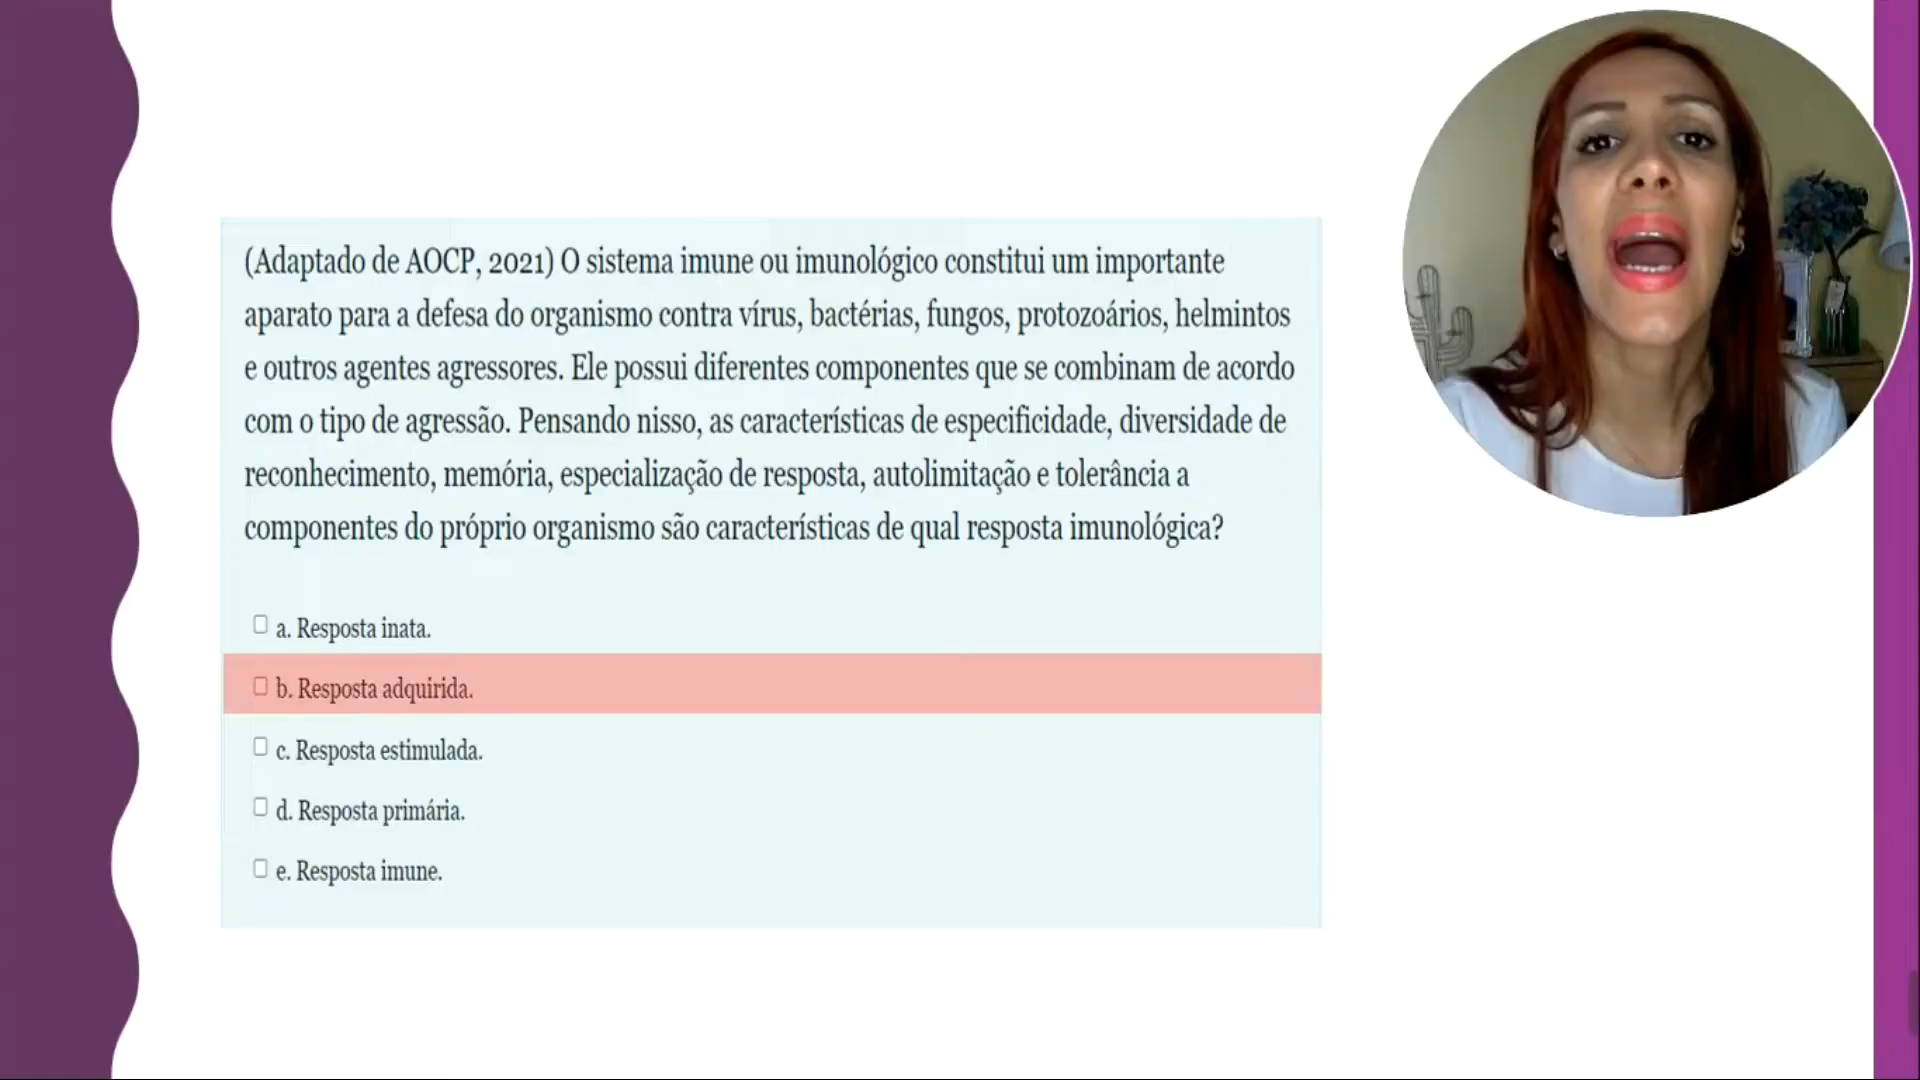 (Adaptado de AOCP, 2021) O sistema imune ou imunológico constitui um importante
aparato para a defesa do organismo contra vírus, bactérias, fungos, protozoários, helmintos
e outros agentes agressores. Ele possui diferentes componentes que se combinam de acordo
com o tipo de agressão. Pensando nisso, as características de especificidade, diversidade de
reconhecimento, memória, especialização de resposta, autolimitação e tolerância a
componentes do próprio organismo são características de qual resposta imunológica?
a. Resposta inata.
b. Resposta adquirida.
c. Resposta estimulada.
d. Resposta primária.
e. Resposta imune.